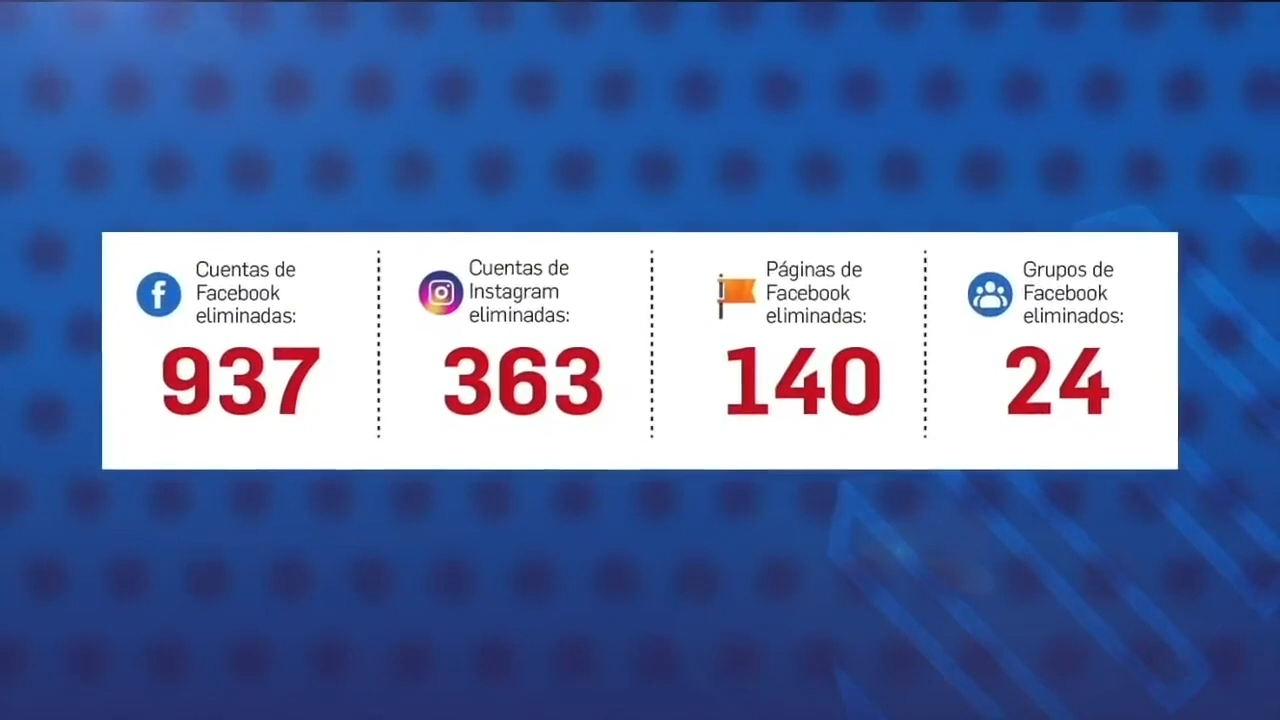 Cuentas de
Facebook
eliminadas:
937
Cuentas de
Instagram
eliminadas:
363
Páginas de
Facebook
eliminadas:
140
Grupos de
Facebook
eliminados:
24